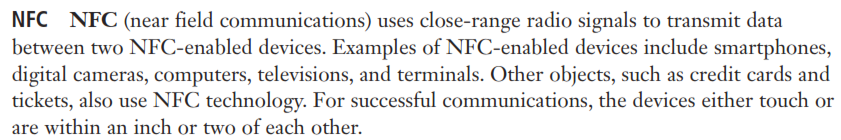 NFC NFC (near field communications) uses close-range radio signals to transmit data
between two NFC-enabled devices. Examples of NFC-enabled devices include smartphones,
digital cameras, computers, televisions, and terminals. Other objects, such as credit cards and
tickets, also use NFC technology. For successful communications, the devices either touch or
are within an inch or two of each other.